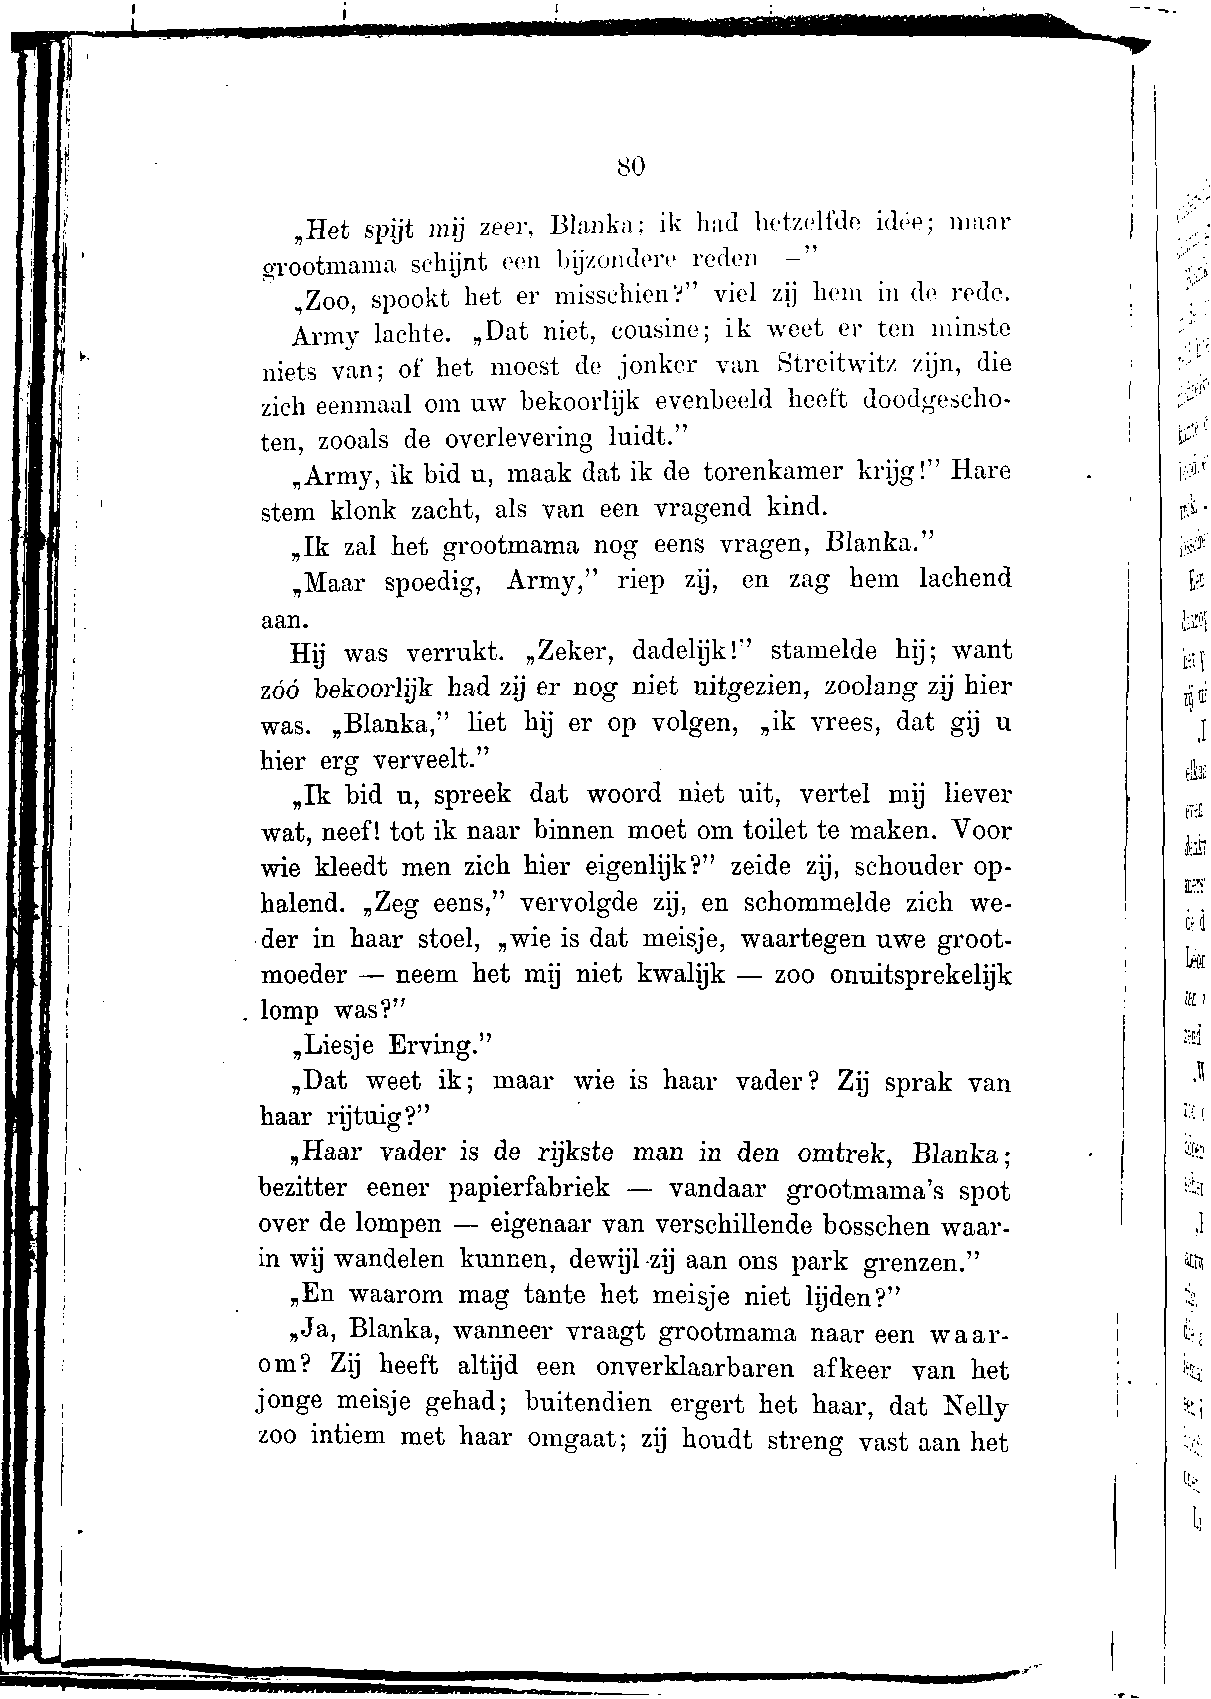 80
„Het spijt mij zeer, Blanka; ik had hetzelfde idée; maar
grootmama schijnt een bijzondere reden —”
„Zoo, spookt het er misschien?” viel zij hem in de rede.
Army lachte. „Dat niet, cousine; ik weet er ten minste
niets van; of het moest de jonker van Streitwitz zijn, die
zich eenmaal om uw bekoorlijk evenbeeld heeft doodgescho-
ten, zooals de overlevering luidt.”
„Army, ik bid u, maak dat ik de torenkamer krijg!” Hare
stem klonk zacht, als van een vragend kind.
„Ik zal het grootmama nog eens vragen, Blanka.”
„Maar spoedig, Army,” riep zij, en zag hem lachend
aan.
Hij was verrukt. „Zeker, dadelijk!” stamelde hij; want
zóó bekoorlijk had zij er nog niet uitgezien, zoolang zij hier
was. „Blanka,” liet hij er op volgen, „ik vrees, dat gij u
hier erg verveelt.”
„Ik bid u, spreek dat woord niet uit, vertel mij liever
wat, neef! tot ik naar binnen moet om toilet te maken. Voor
wie kleedt men zich hier eigenlijk?” zeide zij, schouder op-
halend. „Zeg eens,” vervolgde zij, en schommelde zich we-
der in haar stoel, „wie is dat meisje, waartegen uwe groot-
moeder — neem het mij niet kwalijk — zoo onuitsprekelijk
lomp was?”
„Liesje Erving.”
„Dat weet ik; maar wie is haar vader? Zij sprak van
haar rijtuig?”
„Haar vader is de rijkste man in den omtrek, Blanka;
bezitter eener papierfabriek — vandaar grootmama’s spot
over de lompen — eigenaar van verschillende bosschen waar-
in wij wandelen kunnen, dewijl zij aan ons park grenzen.”
„En waarom mag tante het meisje niet lijden?”
„Ja, Blanka, wanneer vraagt grootmama naar een waar-
om? Zij heeft altijd een onverklaarbaren afkeer van het
jonge meisje gehad; buitendien ergert het haar, dat Nelly
zoo intiem met haar omgaat; zij houdt streng vast aan het